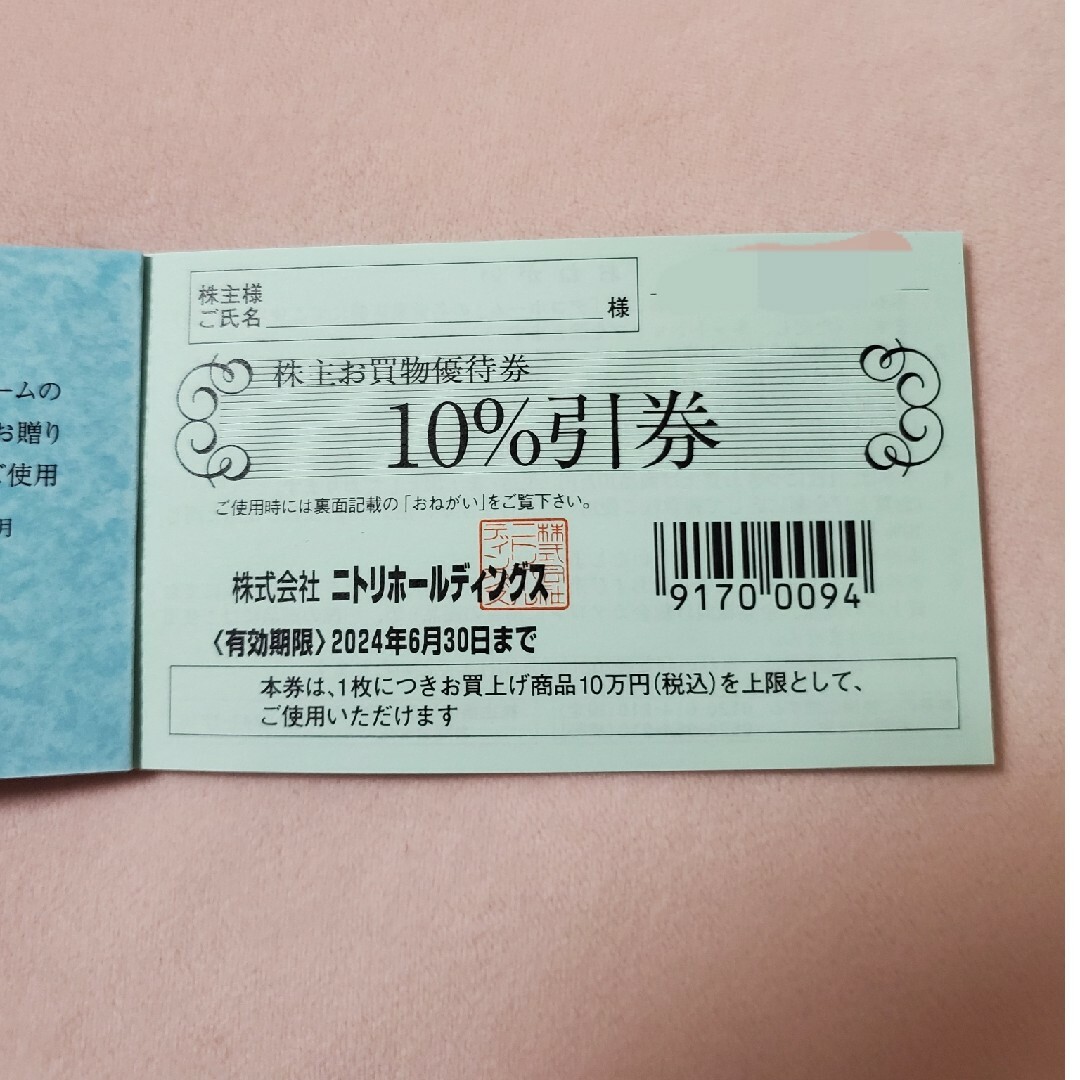 ームの
お贈り
ご使用
月
株主様
ご氏名 様
株主お買物優待券
10%引券
ご使用時には裏面記載の「おねがい」をご覧下さい。
株式会社 ニトリホールディングス
9170 0094
〈有効期限〉2024年6月30日まで
本券は、1枚につきお買上げ商品10万円(税込)を上限として、
ご使用いただけます